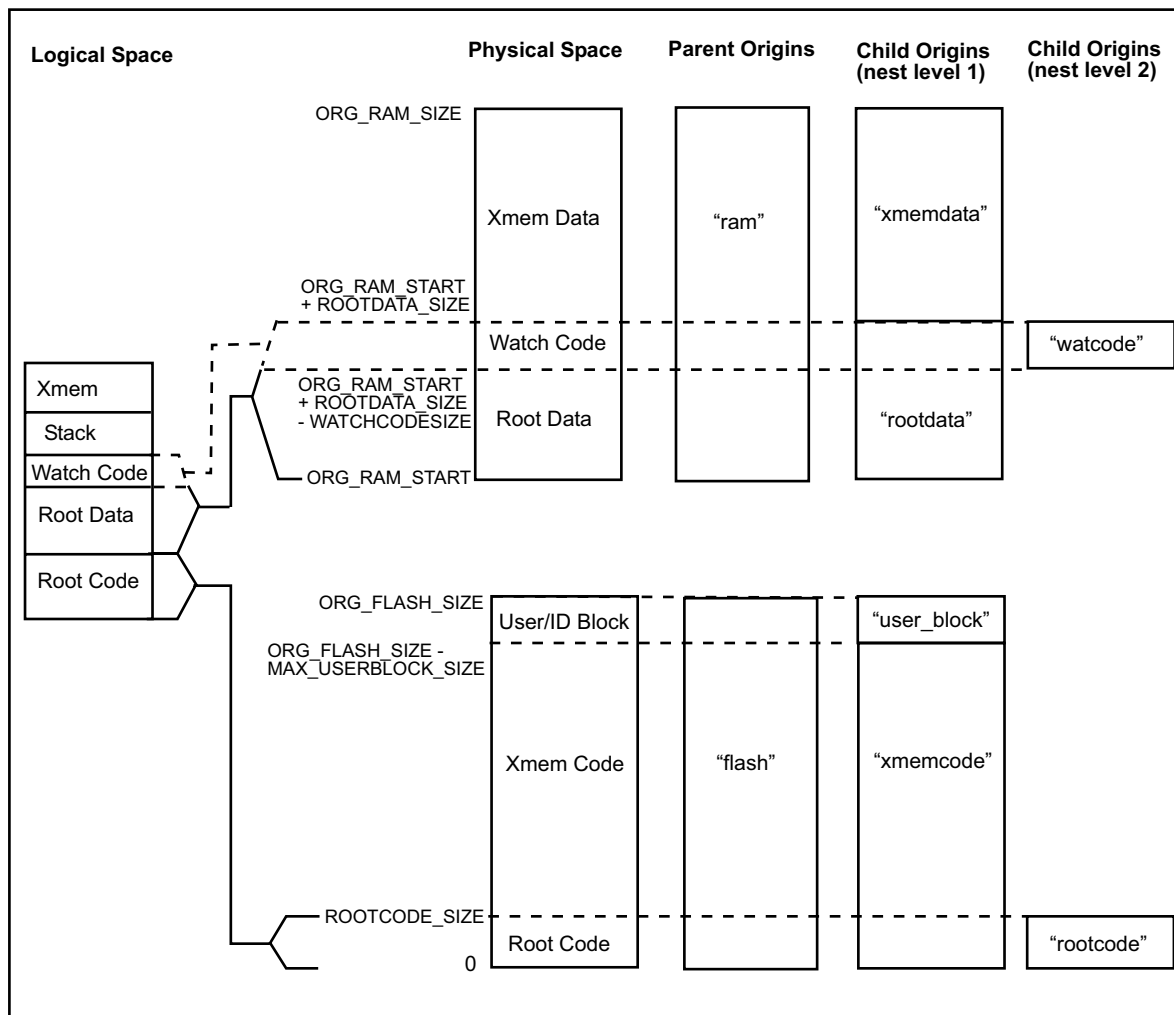 Logical Space
Physical Space
Parent Origins
Child Origins
(nest level 1)
Child Origins
(nest level 2)
ORG_RAM_SIZE
Xmem Data
“ram”
“xmemdata”
ORG_RAM_START
+ ROOTDATA_SIZE
Watch Code
“watcode”
ORG_RAM_START
+ ROOTDATA_SIZE
- WATCHCODESIZE
Root Data
“rootdata”
ORG_RAM_START
Xmem
Stack
Watch Code
Root Data
Root Code
ORG_FLASH_SIZE
User/ID Block
“user_block”
ORG_FLASH_SIZE -
MAX_USERBLOCK_SIZE
Xmem Code
“flash”
“xmemcode”
ROOTCODE_SIZE
Root Code
“rootcode”
0